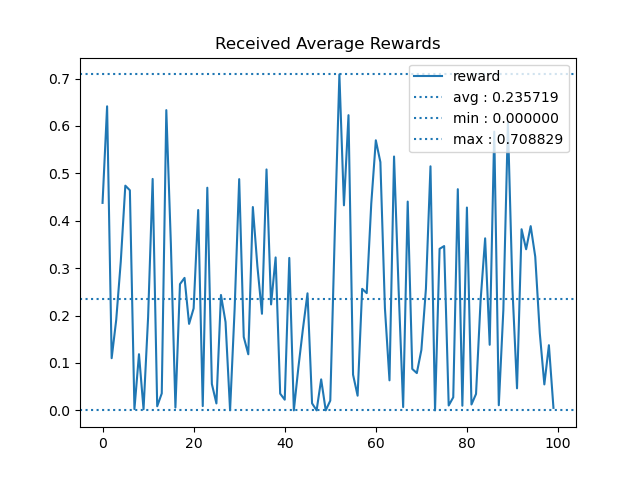 Received Average Rewards
reward
avg : 0.235719
min : 0.000000
max : 0.708829
0.7
0.6
0.5
0.4
0.3
0.2
0.1
0.0
0 20 40 60 80 100